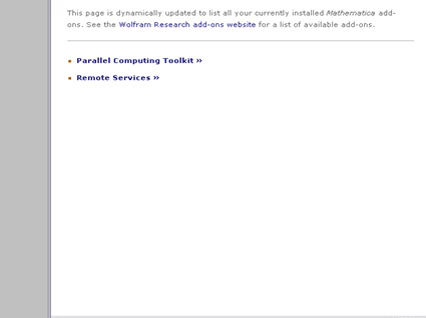 This page is dynamically updated to list all your currently installed Mathematica add-
ons. See the Wolfram Research add-ons website for a list of available add-ons.
Parallel Computing Toolkit »
Remote Services »